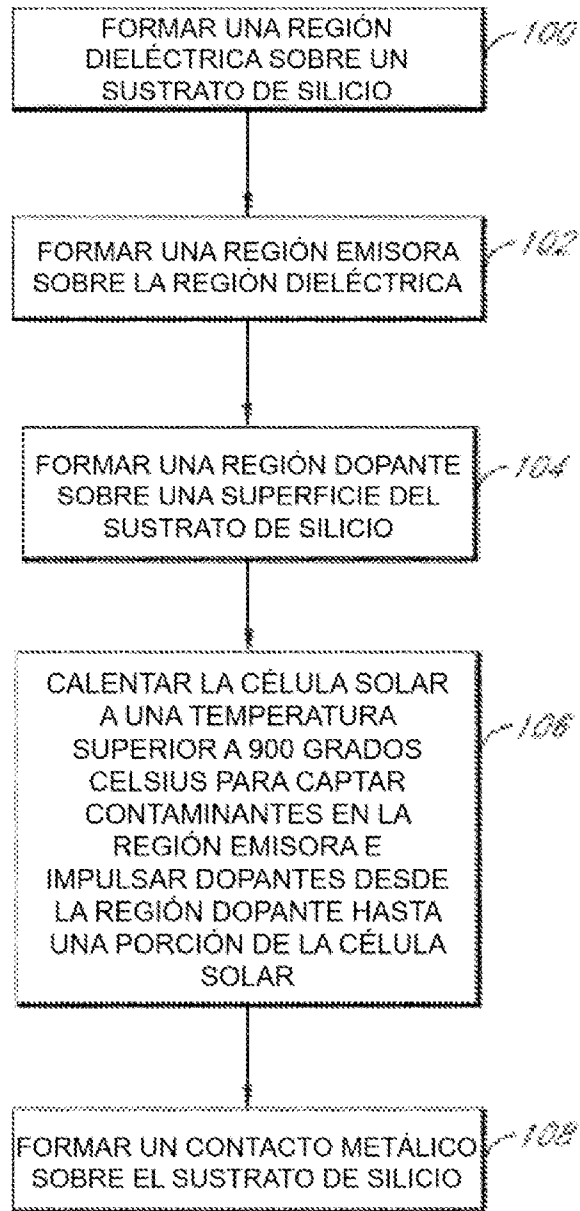 FORMAR UNA REGIÓN
DIELÉCTRICA SOBRE UN
SUSTRATO DE SILICIO
100
FORMAR UNA REGIÓN EMISORA
SOBRE LA REGIÓN DIELÉCTRICA
102
FORMAR UNA REGIÓN DOPANTE
SOBRE UNA SUPERFICIE DEL
SUSTRATO DE SILICIO
104
CALENTAR LA CÉLULA SOLAR
A UNA TEMPERATURA
SUPERIOR A 900 GRADOS
CELSIUS PARA CAPTAR
CONTAMINANTES EN LA
REGIÓN EMISORA E
IMPULSAR DOPANTES DESDE
LA REGIÓN DOPANTE HASTA
UNA PORCIÓN DE LA CÉLULA
SOLAR
106
FORMAR UN CONTACTO METÁLICO
SOBRE EL SUSTRATO DE SILICIO
108